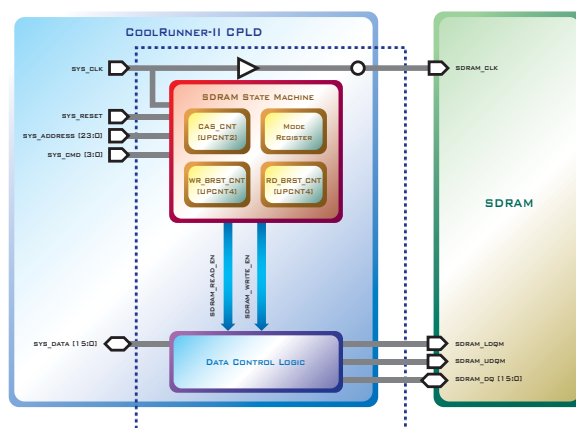 CoolRunner-II CPLD
SYS_CLK
SDRAM_CLK
SDRAM State Machine
SYS_RESET
SYS_ADDRESS [23:0]
SYS_CMD [3:0]
CAS_CNT
[UPCNT2]
Mode
Register
WR_BRST_CNT
[UPCNT4]
RD_BRST_CNT
[UPCNT4]
SDRAM
SDRAM_READ_EN
SDRAM_WRITE_EN
SYS_DATA [15:0]
Data Control Logic
SDRAM_LDQM
SDRAM_UDQM
SDRAM_DQ [15:0]